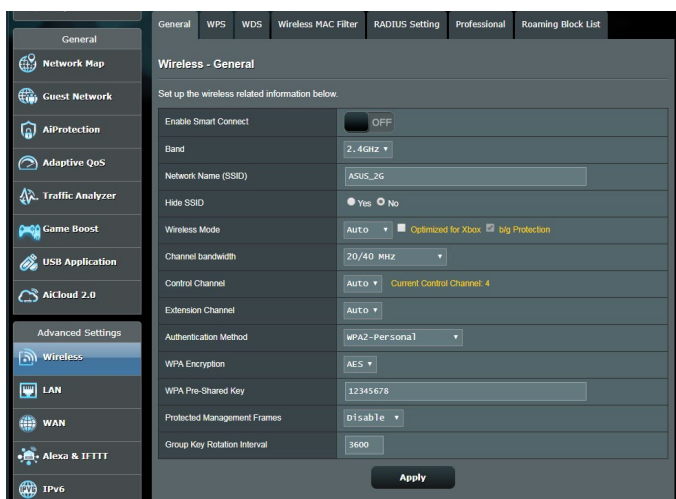 General WPS WDS Wireless MAC Filter RADIUS Setting Professional Roaming Block List
General
Network Map
Guest Network
AiProtection
Adaptive QoS
Traffic Analyzer
Game Boost
USB Application
AiCloud 2.0
Advanced Settings
Wireless
LAN
WAN
Alexa & IFTTT
IPv6
Wireless - General
Set up the wireless related information below.
Enable Smart Connect OFF
Band 2.4GHz
Network Name (SSID) ASUS_2G
Hide SSID Yes No
Wireless Mode Auto Optimized for Xbox b/g Protection
Channel bandwidth 20/40 MHz
Control Channel Auto Current Control Channel: 4
Extension Channel Auto
Authentication Method WPA2-Personal
WPA Encryption AES
WPA Pre-Shared Key 12345678
Protected Management Frames Disable
Group Key Rotation Interval 3600
Apply